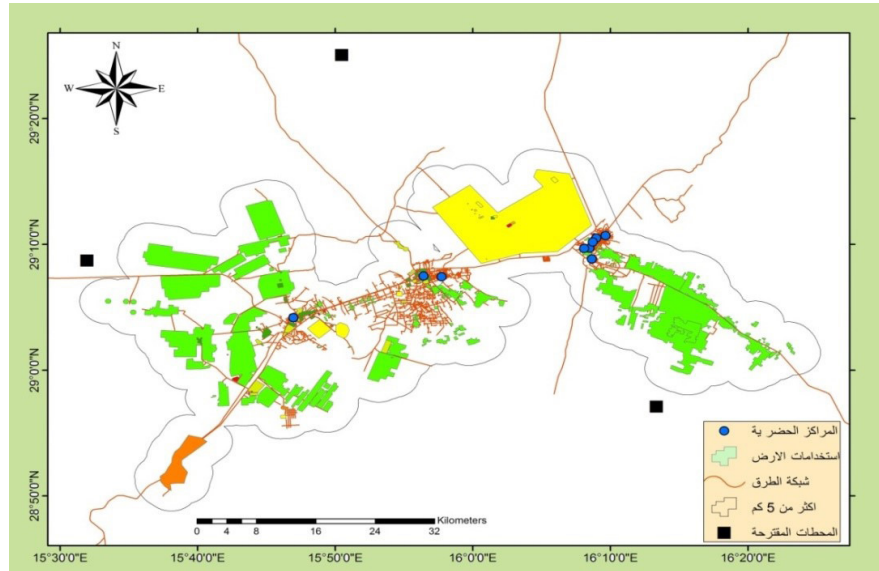 N
W E
S
29°20'0"N
29°10'0"N
29°0'0"N
28°50'0"N
المراكز الحضرية
استخدامات الارض
شبكة الطرق
اكثر من 5 كم
المحطات المقترحة
Kilometers
0 2 4 8 16 24 32
15°30'0"E 15°40'0"E 15°50'0"E 16°0'0"E 16°10'0"E 16°20'0"E